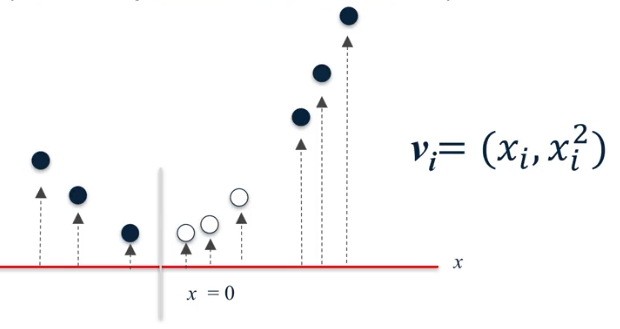 vᵢ= (xᵢ, xᵢ²)
x
x = 0